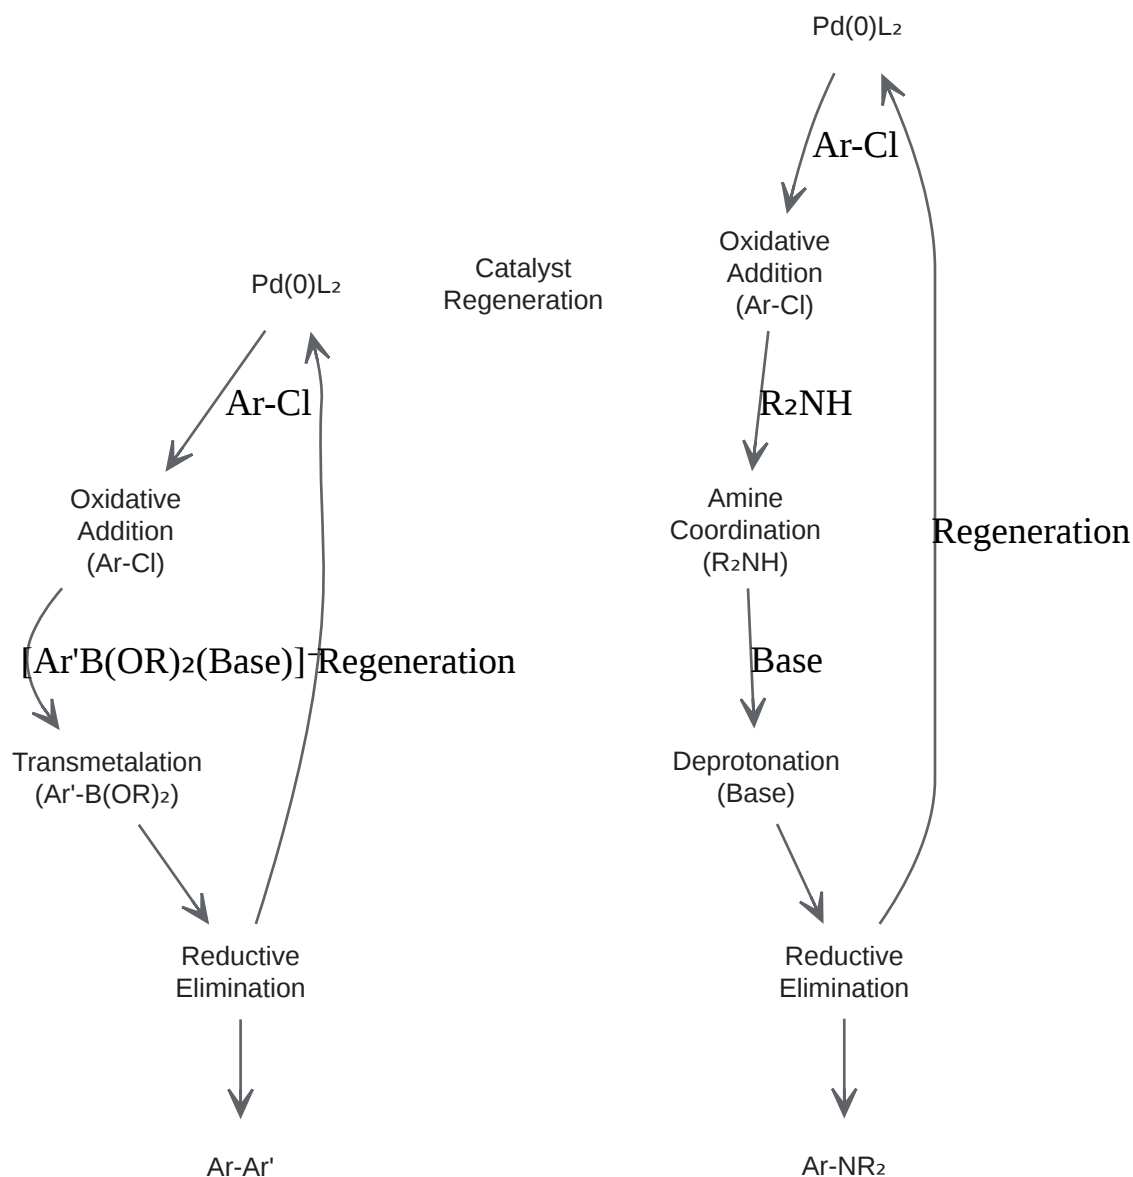 Pd(0)L₂
Ar-Cl
Oxidative
Addition
(Ar-Cl)
[Ar'B(OR)₂(Base)]⁻
Regeneration
Transmetalation
(Ar'-B(OR)₂)
Reductive
Elimination
Ar-Ar'
Catalyst
Regeneration
Pd(0)L₂
Ar-Cl
Oxidative
Addition
(Ar-Cl)
R₂NH
Amine
Coordination
(R₂NH)
Regeneration
Base
Deprotonation
(Base)
Reductive
Elimination
Ar-NR₂